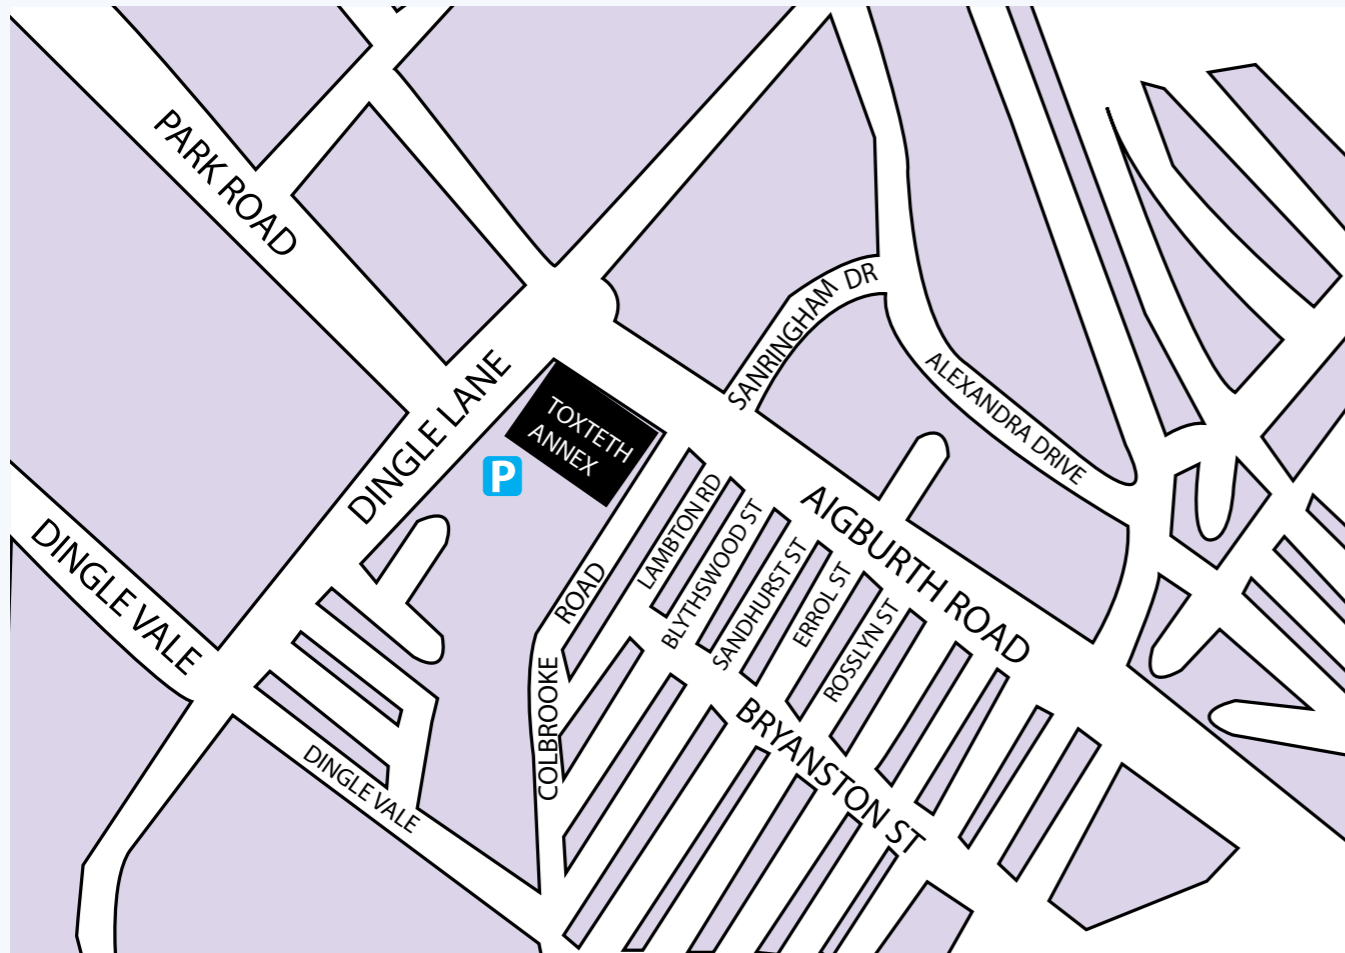 PARK ROAD
SANRINGHAM DR
DINGLE LANE
ALEXANDRA DRIVE
TOXTETH
ANNEX
P
LAMBTON RD
BLYTHSWOOD ST
AIGBURTH ROAD
DINGLE VALE
SANDHURST ST
ERROL ST
ROSSLYN ST
COLBROOKE ROAD
BRYANSTON ST
DINGLE VALE